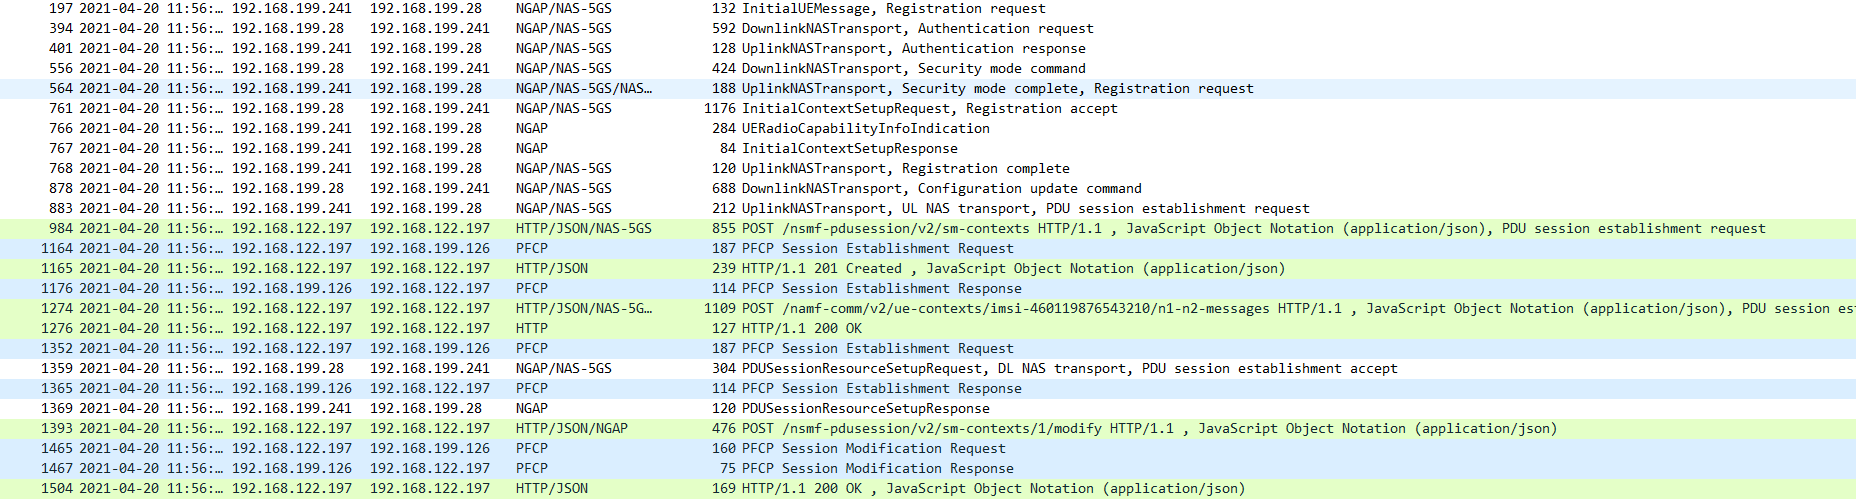 197 2021-04-20 11:56:… 192.168.199.241 192.168.199.28 NGAP/NAS-5GS 132 InitialUEMessage, Registration request
394 2021-04-20 11:56:… 192.168.199.28 192.168.199.241 NGAP/NAS-5GS 592 DownlinkNASTransport, Authentication request
401 2021-04-20 11:56:… 192.168.199.241 192.168.199.28 NGAP/NAS-5GS 128 UplinkNASTransport, Authentication response
556 2021-04-20 11:56:… 192.168.199.28 192.168.199.241 NGAP/NAS-5GS 424 DownlinkNASTransport, Security mode command
564 2021-04-20 11:56:… 192.168.199.241 192.168.199.28 NGAP/NAS-5GS/NAS… 188 UplinkNASTransport, Security mode complete, Registration request
761 2021-04-20 11:56:… 192.168.199.28 192.168.199.241 NGAP/NAS-5GS 1176 InitialContextSetupRequest, Registration accept
766 2021-04-20 11:56:… 192.168.199.241 192.168.199.28 NGAP 284 UERadioCapabilityInfoIndication
767 2021-04-20 11:56:… 192.168.199.241 192.168.199.28 NGAP 84 InitialContextSetupResponse
768 2021-04-20 11:56:… 192.168.199.241 192.168.199.28 NGAP/NAS-5GS 120 UplinkNASTransport, Registration complete
878 2021-04-20 11:56:… 192.168.199.28 192.168.199.241 NGAP/NAS-5GS 688 DownlinkNASTransport, Configuration update command
883 2021-04-20 11:56:… 192.168.199.241 192.168.199.28 NGAP/NAS-5GS 212 UplinkNASTransport, UL NAS transport, PDU session establishment request
984 2021-04-20 11:56:… 192.168.122.197 192.168.122.197 HTTP/JSON/NAS-5GS 855 POST /nsmf-pdusession/v2/sm-contexts HTTP/1.1 , JavaScript Object Notation (application/json), PDU session establishment request
1164 2021-04-20 11:56:… 192.168.122.197 192.168.199.126 PFCP 187 PFCP Session Establishment Request
1165 2021-04-20 11:56:… 192.168.122.197 192.168.122.197 HTTP/JSON 239 HTTP/1.1 201 Created , JavaScript Object Notation (application/json)
1176 2021-04-20 11:56:… 192.168.199.126 192.168.122.197 PFCP 114 PFCP Session Establishment Response
1274 2021-04-20 11:56:… 192.168.122.197 192.168.122.197 HTTP/JSON/NAS-5G… 1109 POST /namf-comm/v2/ue-contexts/imsi-460119876543210/n1-n2-messages HTTP/1.1 , JavaScript Object Notation (application/json), PDU session es
1276 2021-04-20 11:56:… 192.168.122.197 192.168.122.197 HTTP 127 HTTP/1.1 200 OK
1352 2021-04-20 11:56:… 192.168.122.197 192.168.199.126 PFCP 187 PFCP Session Establishment Request
1359 2021-04-20 11:56:… 192.168.199.28 192.168.199.241 NGAP/NAS-5GS 304 PDUSessionResourceSetupRequest, DL NAS transport, PDU session establishment accept
1365 2021-04-20 11:56:… 192.168.199.126 192.168.122.197 PFCP 114 PFCP Session Establishment Response
1369 2021-04-20 11:56:… 192.168.199.241 192.168.199.28 NGAP 120 PDUSessionResourceSetupResponse
1393 2021-04-20 11:56:… 192.168.122.197 192.168.122.197 HTTP/JSON/NGAP 476 POST /nsmf-pdusession/v2/sm-contexts/1/modify HTTP/1.1 , JavaScript Object Notation (application/json)
1465 2021-04-20 11:56:… 192.168.122.197 192.168.199.126 PFCP 160 PFCP Session Modification Request
1467 2021-04-20 11:56:… 192.168.199.126 192.168.122.197 PFCP 75 PFCP Session Modification Response
1504 2021-04-20 11:56:… 192.168.122.197 192.168.122.197 HTTP/JSON 169 HTTP/1.1 200 OK , JavaScript Object Notation (application/json)